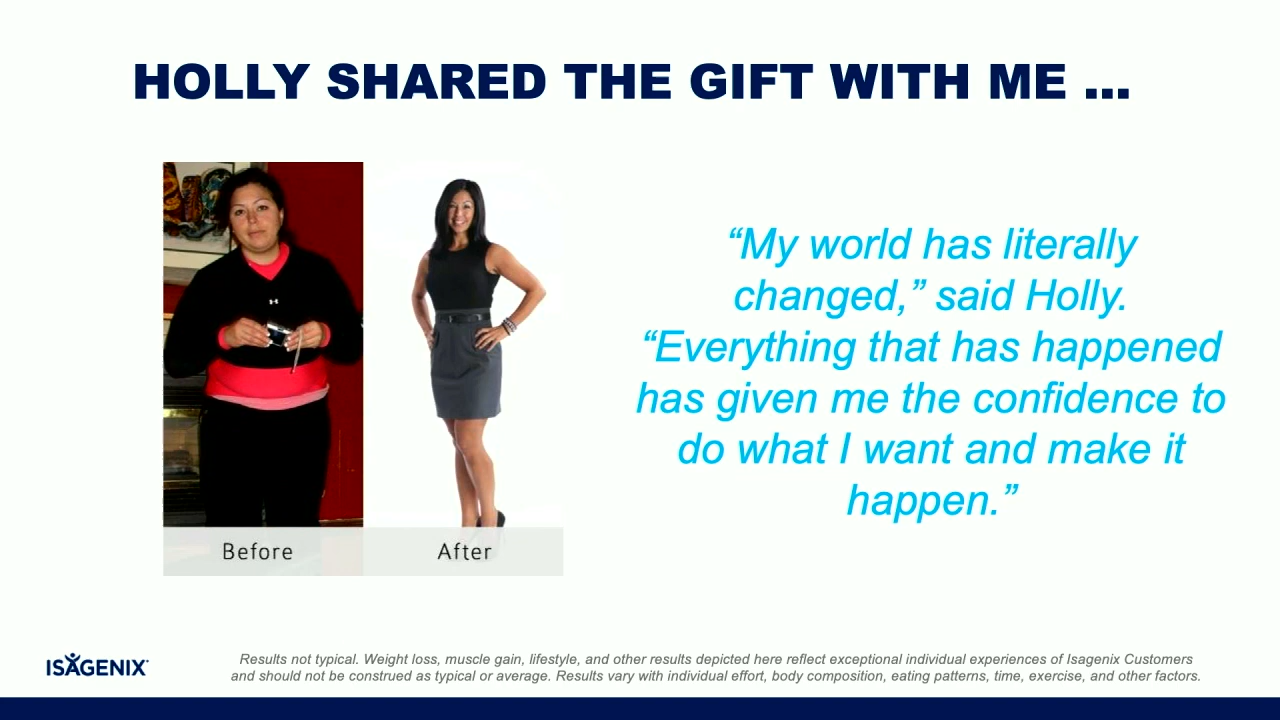 HOLLY SHARED THE GIFT WITH ME ...
“My world has literally
changed,” said Holly.
“Everything that has happened
has given me the confidence to
do what I want and make it
happen.”
Before
After
ISAGENIX
Results not typical. Weight loss, muscle gain, lifestyle, and other results depicted here reflect exceptional individual experiences of Isagenix Customers
and should not be construed as typical or average. Results vary with individual effort, body composition, eating patterns, time, exercise, and other factors.